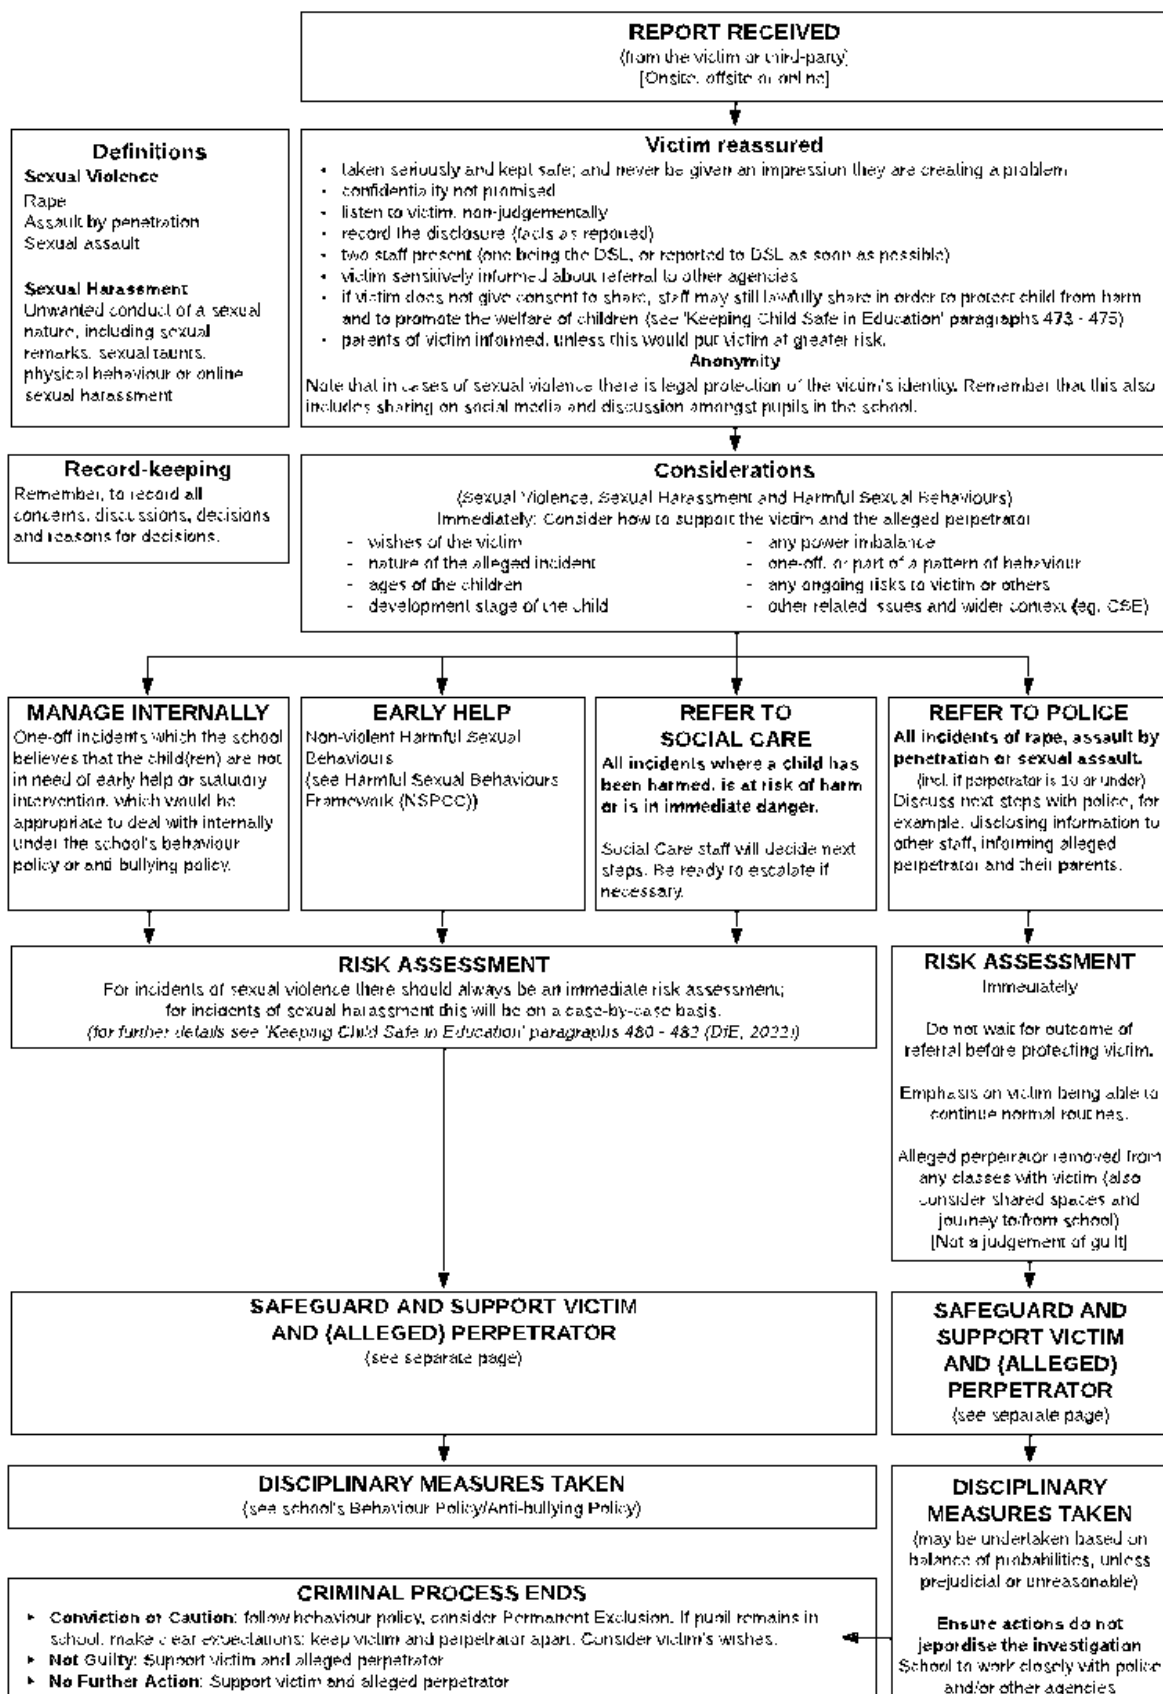 REPORT RECEIVED
(from the victim or third-party)
[Onsite, offsite or online]
Definitions
Sexual Violence
Rape
Assault by penetration
Sexual assault
Sexual Harassment
Unwanted conduct of a sexual
nature, including sexual
remarks, sexual taunts,
physical behaviour or online
sexual harassment
Victim reassured
• taken seriously and kept safe; and never be given an impression they are creating a problem
• confidentiality not promised
• listen to victim, non-judgementally
• record the disclosure (facts as reported)
• two staff present (one being the DSL, or reported to DSL as soon as possible)
• victim sensitively informed about referral to other agencies
• if victim does not give consent to share, staff may still lawfully share in order to protect child from harm
and to promote the welfare of children (see 'Keeping Child Safe in Education' paragraphs 473 - 475)
• parents of victim informed, unless this would put victim at greater risk.
Anonymity
Note that in cases of sexual violence there is legal protection of the victim's identity. Remember that this also
includes sharing on social media and discussion amongst pupils in the school.
Record-keeping
Remember, to record all
concerns, discussions, decisions
and reasons for decisions.
Considerations
(Sexual Violence, Sexual Harassment and Harmful Sexual Behaviours)
Immediately: Consider how to support the victim and the alleged perpetrator
- wishes of the victim
- nature of the alleged incident
- ages of the children
- development stage of the child
- any power imbalance
- one-off, or part of a pattern of behaviour
- any ongoing risks to victim or others
- other related issues and wider context (eg. CSE)
MANAGE INTERNALLY
One-off incidents which the school
believes that the child(ren) are not
in need of early help or statutory
intervention, which would be
appropriate to deal with internally
under the school's behaviour
policy or anti bullying policy.
EARLY HELP
Non-violent Harmful Sexual
Behaviours
(see Harmful Sexual Behaviours
Framework (NSPCC))
REFER TO
SOCIAL CARE
All incidents where a child has
been harmed, is at risk of harm
or is in immediate danger.
Social Care staff will decide next
steps. Be ready to escalate if
necessary.
REFER TO POLICE
All incidents of rape, assault by
penetration or sexual assault.
(incl. if perpetrator is 10 or under)
Discuss next steps with police, for
example, disclosing information to
other staff, informing alleged
perpetrator and their parents.
RISK ASSESSMENT
For incidents of sexual violence there should always be an immediate risk assessment;
for incidents of sexual harassment this will be on a case-by-case basis.
(for further details see 'Keeping Child Safe in Education' paragraphs 480 - 482 (DfE, 2022))
RISK ASSESSMENT
Immediately
Do not wait for outcome of
referral before protecting victim.
Emphasis on victim being able to
continue normal routines.
Alleged perpetrator removed from
any classes with victim (also
consider shared spaces and
journey to/from school)
[Not a judgement of guilt]
SAFEGUARD AND SUPPORT VICTIM
AND (ALLEGED) PERPETRATOR
(see separate page)
SAFEGUARD AND
SUPPORT VICTIM
AND (ALLEGED)
PERPETRATOR
(see separate page)
DISCIPLINARY MEASURES TAKEN
(see school's Behaviour Policy/Anti-bullying Policy)
DISCIPLINARY
MEASURES TAKEN
(may be undertaken based on
balance of probabilities, unless
prejudicial or unreasonable)
Ensure actions do not
jepordise the investigation
School to work closely with police
and/or other agencies
CRIMINAL PROCESS ENDS
▸ Conviction or Caution: follow behaviour policy, consider Permanent Exclusion. If pupil remains in
school, make clear expectations; keep victim and perpetrator apart. Consider victim's wishes.
▸ Not Guilty: Support victim and alleged perpetrator
▸ No Further Action: Support victim and alleged perpetrator